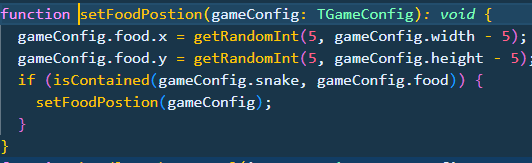 function setFoodPostion(gameConfig: TGameConfig): void {
  gameConfig.food.x = getRandomInt(5, gameConfig.width - 5);
  gameConfig.food.y = getRandomInt(5, gameConfig.height - 5);
  if (isContained(gameConfig.snake, gameConfig.food)) {
    setFoodPostion(gameConfig);
  }
}